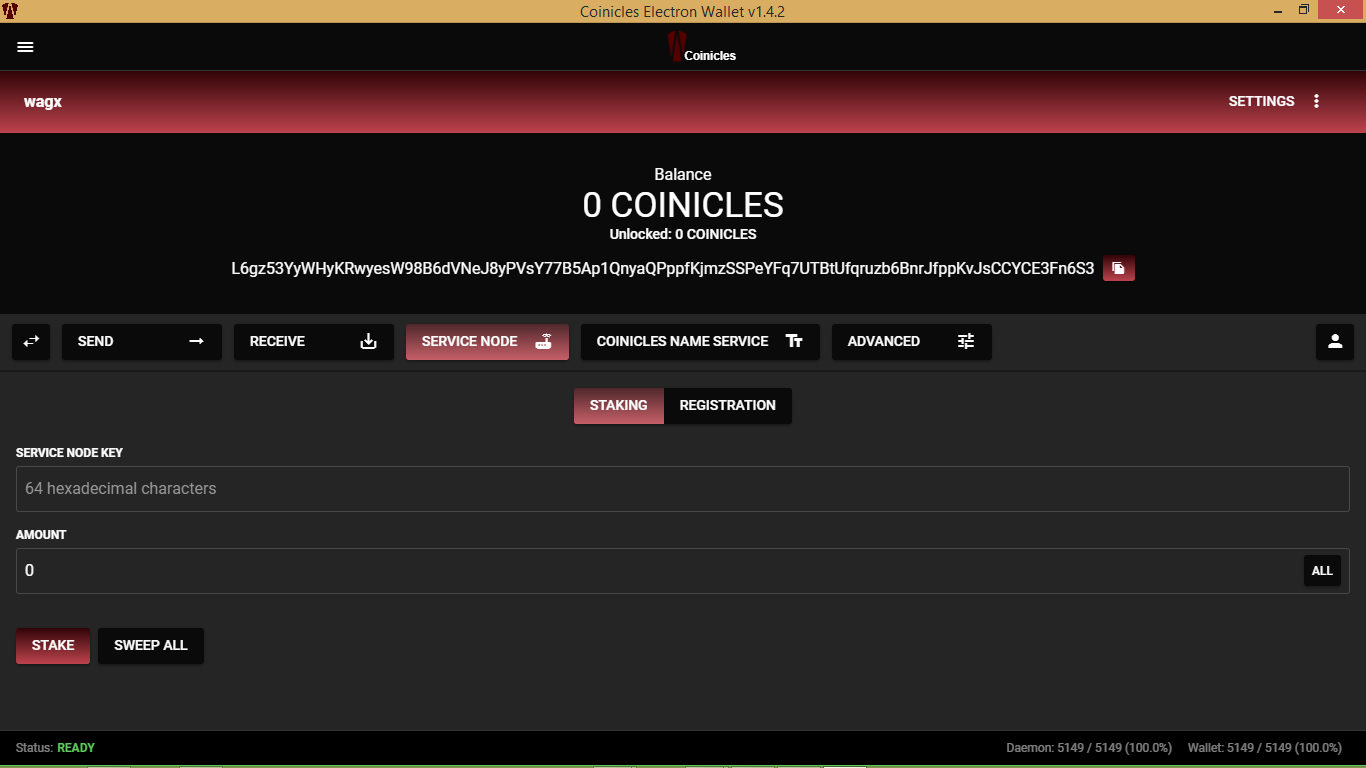 Coinicles Electron Wallet v1.4.2
Coinicles
wagx
SETTINGS
Balance
0 COINICLES
Unlocked: 0 COINICLES
L6gz53YyWHyKRwyesW98B6dVNeJ8yPVsY77B5Ap1QnyaQPppfKjmzSSPeYFq7UTBtUfqruzb6BnrJfppKvJsCCYCE3Fn6S3
SEND
RECEIVE
SERVICE NODE
COINICLES NAME SERVICE
ADVANCED
STAKING
REGISTRATION
SERVICE NODE KEY
64 hexadecimal characters
AMOUNT
0
ALL
STAKE
SWEEP ALL
Status: READY
Daemon: 5149 / 5149 (100.0%)
Wallet: 5149 / 5149 (100.0%)